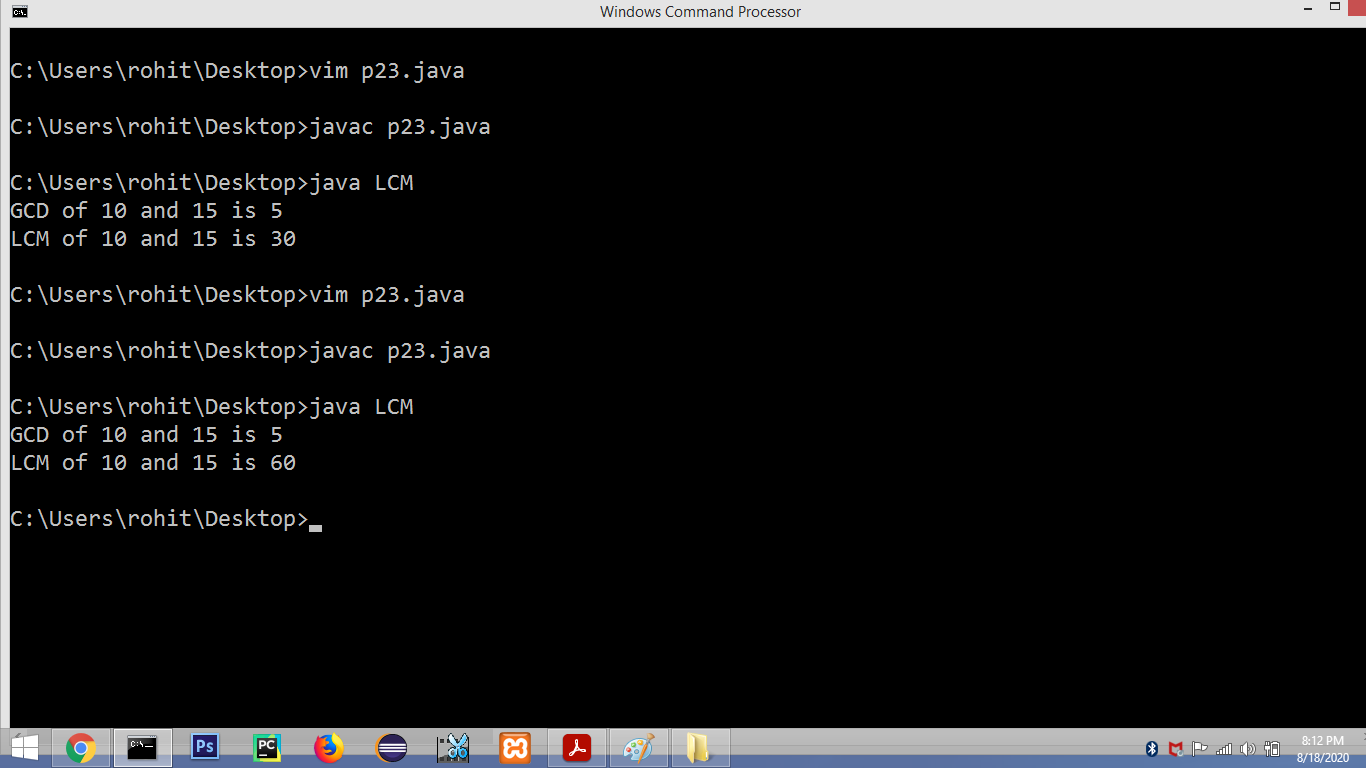 Windows Command Processor
C:\Users\rohit\Desktop>vim p23.java
C:\Users\rohit\Desktop>javac p23.java
C:\Users\rohit\Desktop>java LCM
GCD of 10 and 15 is 5
LCM of 10 and 15 is 30
C:\Users\rohit\Desktop>vim p23.java
C:\Users\rohit\Desktop>javac p23.java
C:\Users\rohit\Desktop>java LCM
GCD of 10 and 15 is 5
LCM of 10 and 15 is 60
C:\Users\rohit\Desktop>
Ps
PC
8:12 PM
8/18/2020